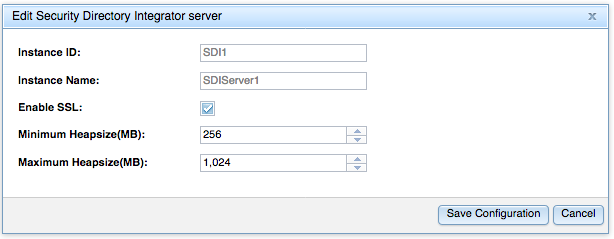 Edit Security Directory Integrator server x
Instance ID: SDI1
Instance Name: SDIServer1
Enable SSL:
Minimum Heapsize(MB): 256
Maximum Heapsize(MB): 1,024
Save Configuration Cancel